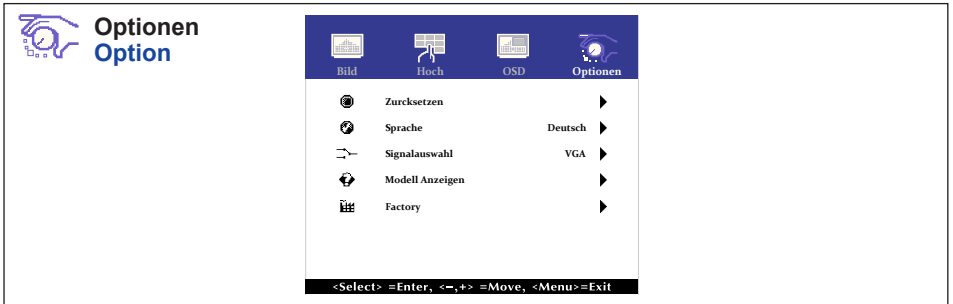 Optionen
Option
Bild Hoch OSD Optionen
Zurcksetzen
Sprache Deutsch
Signalauswahl VGA
Modell Anzeigen
Factory
<Select> =Enter, <−,+> =Move, <Menu>=Exit